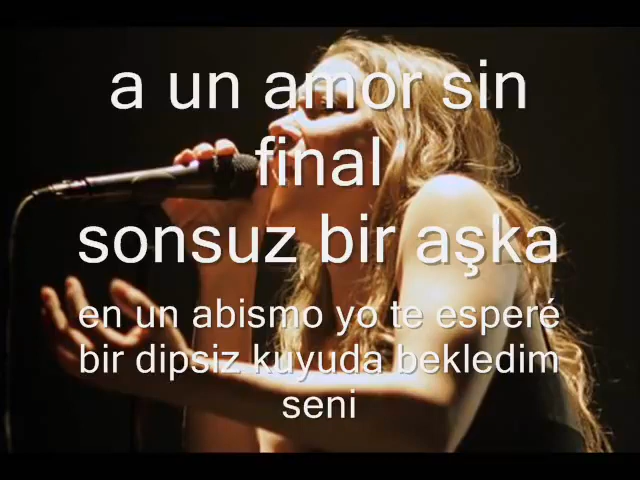 a un amor sin
final
sonsuz bir aşka
en un abismo yo te esperé
bir dipsiz kuyuda bekledim
seni